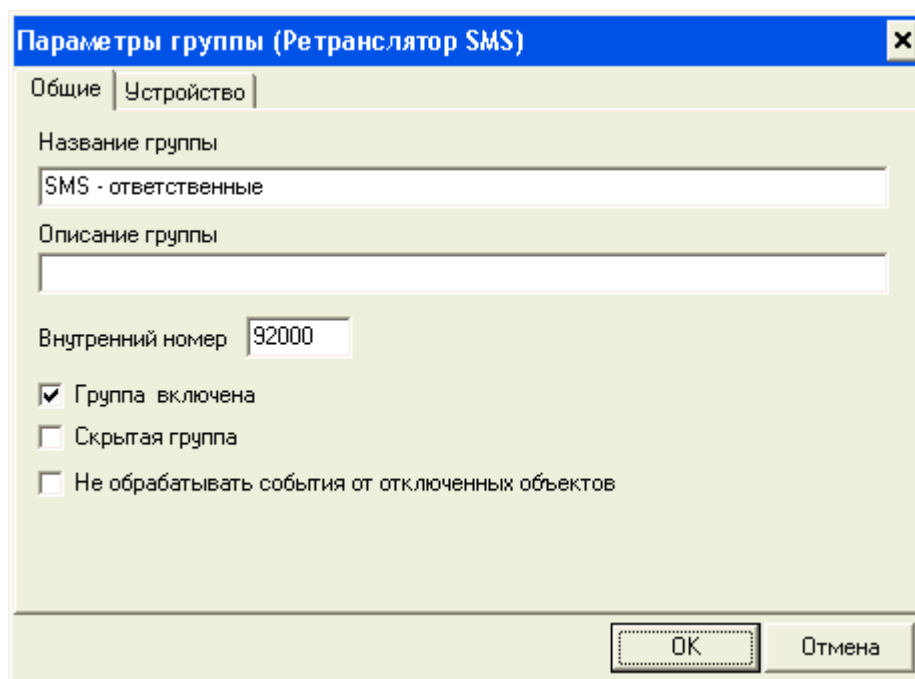 Параметры группы (Ретранслятор SMS)
Общие Устройство
Название группы
SMS - ответственные
Описание группы
Внутренний номер 92000
Группа включена
Скрытая группа
Не обрабатывать события от отключенных объектов
OK Отмена